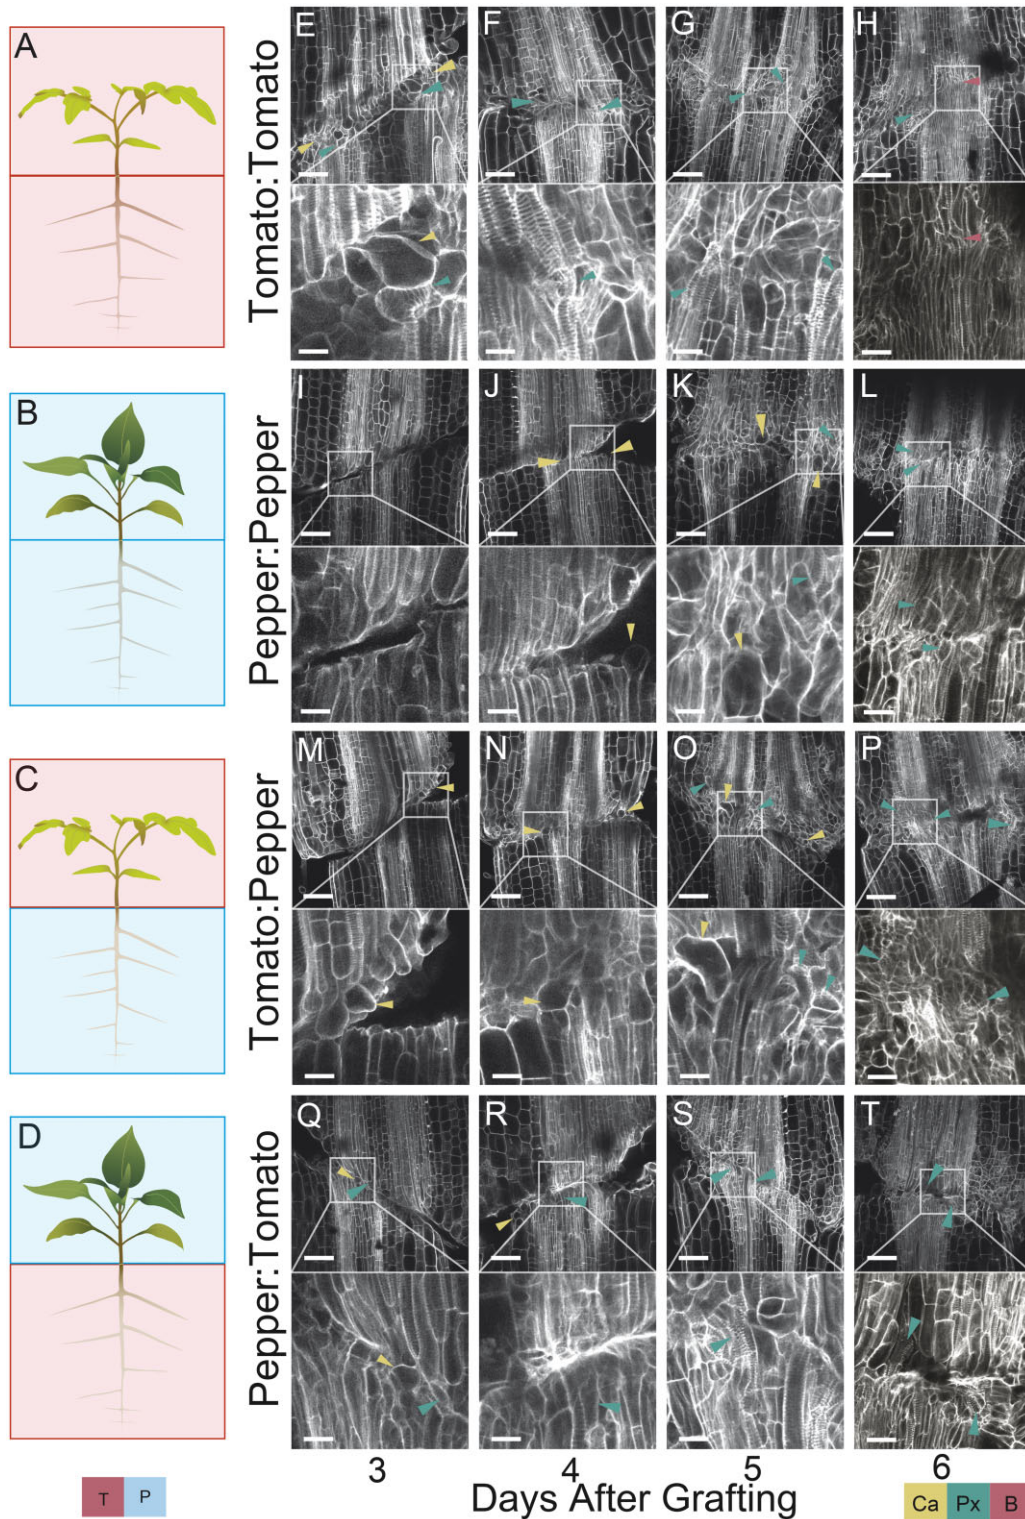 A
E
F
G
H
Tomato:Tomato
B
I
J
K
L
Pepper:Pepper
C
M
N
O
P
Tomato:Pepper
D
Q
R
S
T
Pepper:Tomato
3
4
5
6
Days After Grafting
T P
Ca Px B